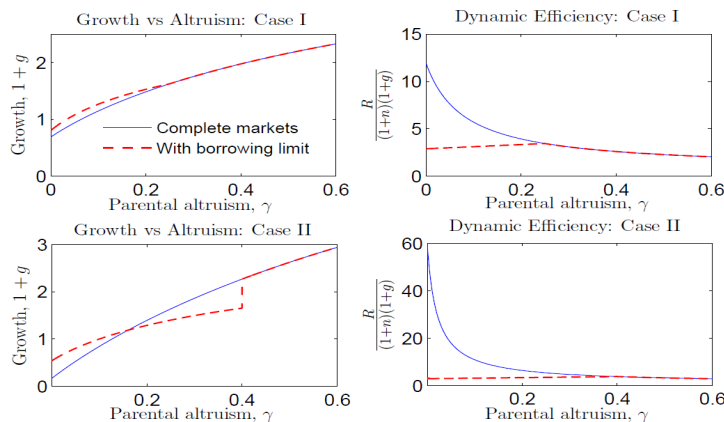 Growth vs Altruism: Case I
Growth, 1 + g
2
1
0
Complete markets
With borrowing limit
0 0.2 0.4 0.6
Parental altruism, γ
Dynamic Efficiency: Case I
R
(1+n)(1+g)
15
10
5
0
0 0.2 0.4 0.6
Parental altruism, γ
Growth vs Altruism: Case II
Growth, 1 + g
3
2
1
0
0 0.2 0.4 0.6
Parental altruism, γ
Dynamic Efficiency: Case II
R
(1+n)(1+g)
60
40
20
0
0 0.2 0.4 0.6
Parental altruism, γ